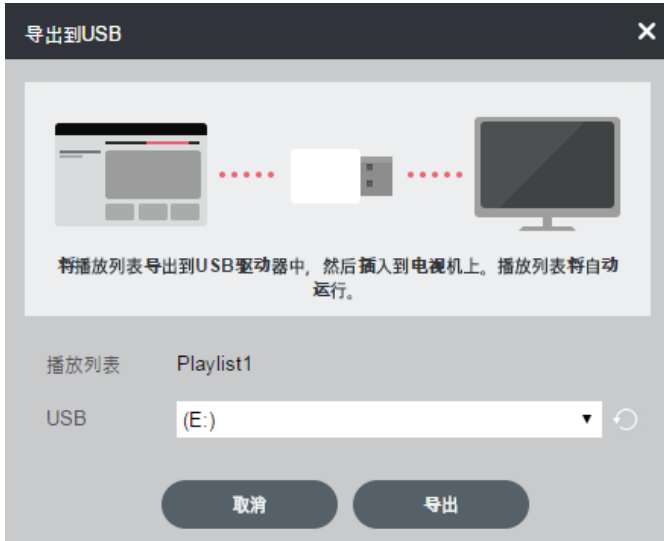 导出到USB
将播放列表导出到USB驱动器中，然后插入到电视机上。播放列表将自动
运行。
播放列表 Playlist1
USB (E:)
取消 导出